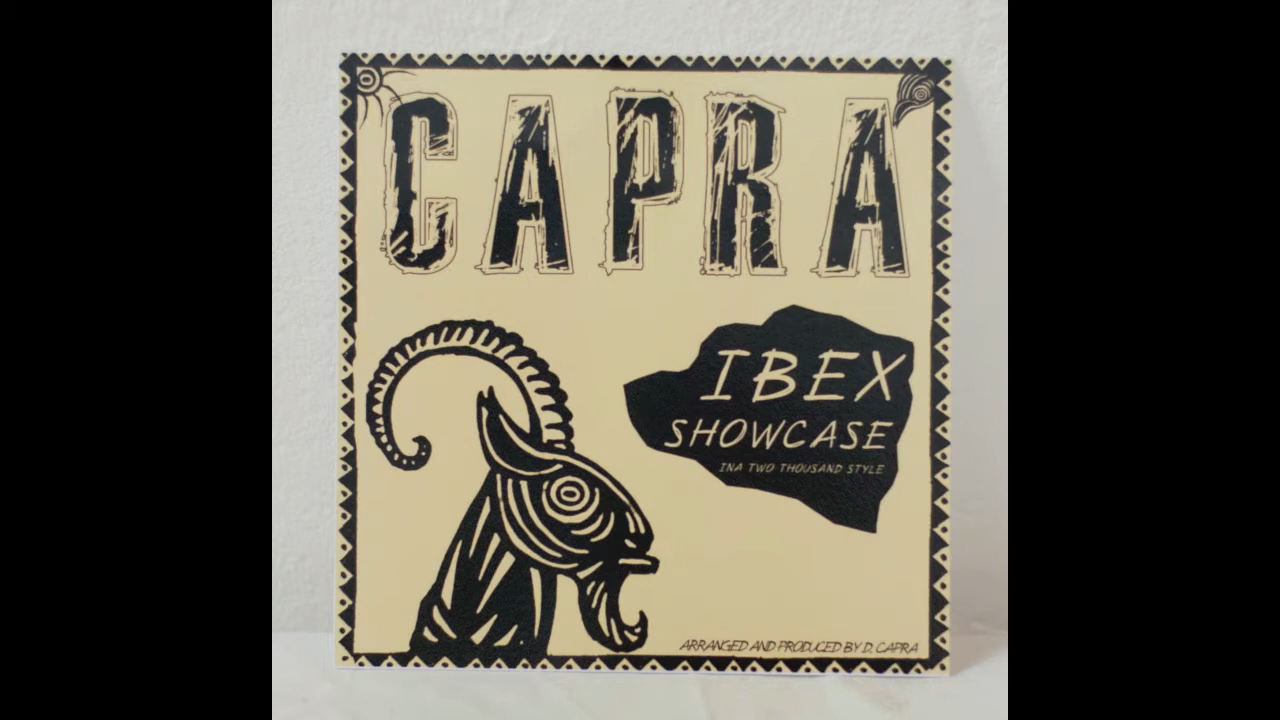 CAPRA
IBEX
SHOWCASE
INA TWO THOUSAND STYLE
ARRANGED AND PRODUCED BY D. CAPRA